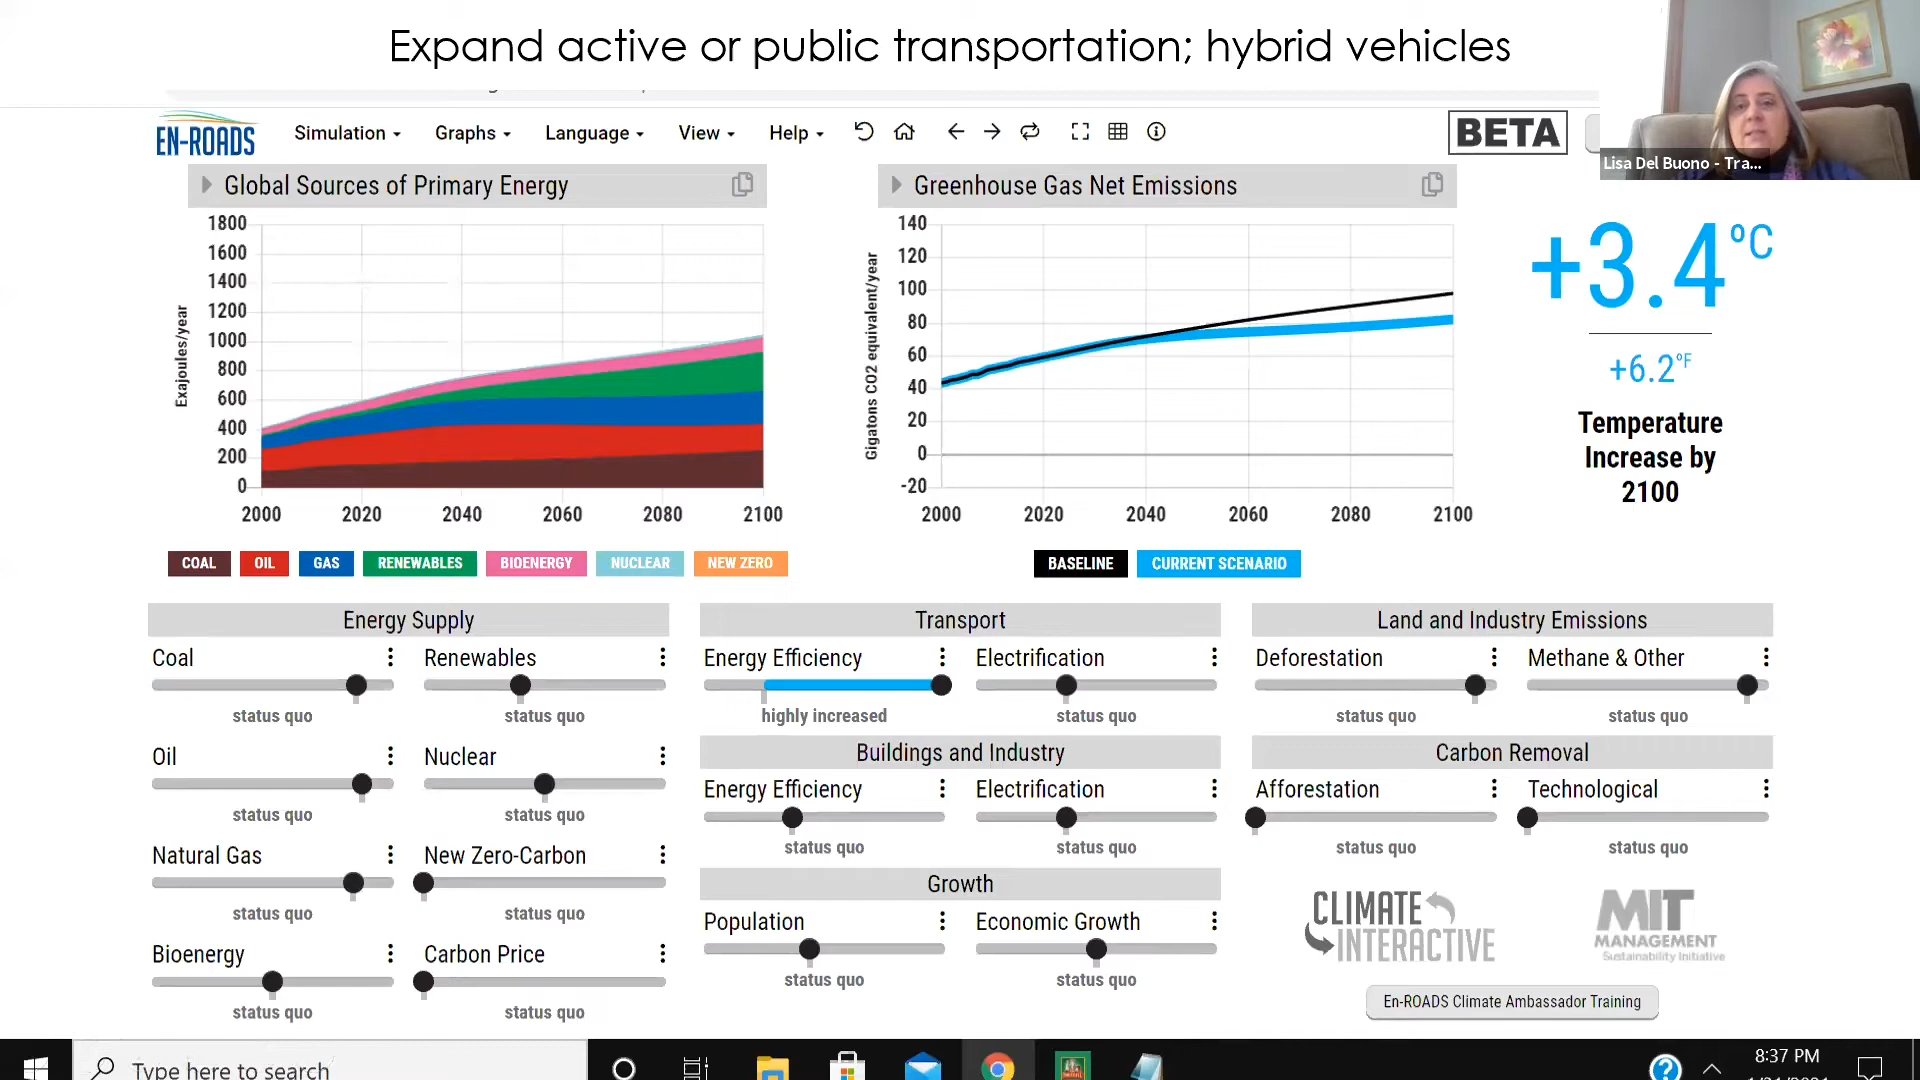 Expand active or public transportation; hybrid vehicles
Lisa Del Buono - Tra...
EN-ROADS
Simulation
Graphs
Language
View
Help
BETA
Global Sources of Primary Energy
Exajoules/year
1800
1600
1400
1200
1000
800
600
400
200
0
2000 2020 2040 2060 2080 2100
COAL OIL GAS RENEWABLES BIOENERGY NUCLEAR NEW ZERO
Greenhouse Gas Net Emissions
Gigatons CO2 equivalent/year
140
120
100
80
60
40
20
0
-20
2000 2020 2040 2060 2080 2100
BASELINE CURRENT SCENARIO
+3.4 °C
+6.2 °F
Temperature
Increase by
2100
Energy Supply
Coal
status quo
Renewables
status quo
Oil
status quo
Nuclear
status quo
Natural Gas
status quo
New Zero-Carbon
status quo
Bioenergy
status quo
Carbon Price
status quo
Transport
Energy Efficiency
highly increased
Electrification
status quo
Buildings and Industry
Energy Efficiency
status quo
Electrification
status quo
Growth
Population
status quo
Economic Growth
status quo
Land and Industry Emissions
Deforestation
status quo
Methane & Other
status quo
Carbon Removal
Afforestation
status quo
Technological
status quo
CLIMATE
INTERACTIVE
MIT
MANAGEMENT
Sustainability Initiative
En-ROADS Climate Ambassador Training
Type here to search
8:37 PM